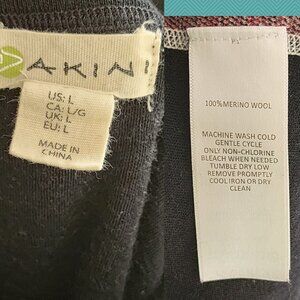 AKINI
US: L
CA: L/G
UK: L
EU: L
MADE IN
CHINA
100% MERINO WOOL
MACHINE WASH COLD
GENTLE CYCLE
ONLY NON-CHLORINE
BLEACH WHEN NEEDED
TUMBLE DRY LOW
REMOVE PROMPTLY
COOL IRON OR DRY
CLEAN